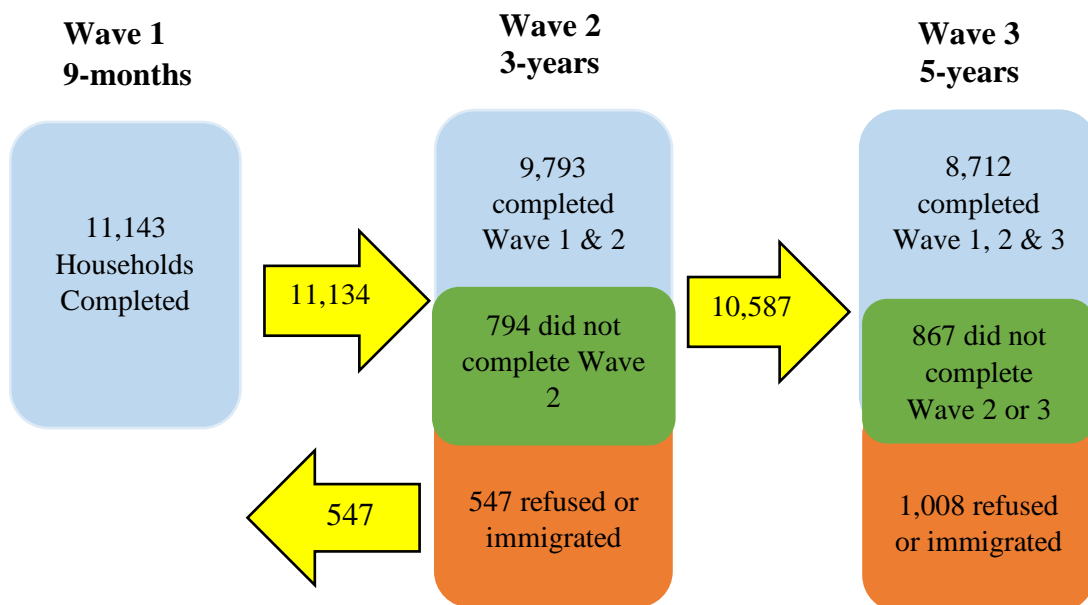 Wave 1
9-months
11,143
Households
Completed
11,134
547
Wave 2
3-years
9,793
completed
Wave 1 & 2
794 did not
complete Wave
2
547 refused or
immigrated
10,587
Wave 3
5-years
8,712
completed
Wave 1, 2 & 3
867 did not
complete
Wave 2 or 3
1,008 refused
or immigrated